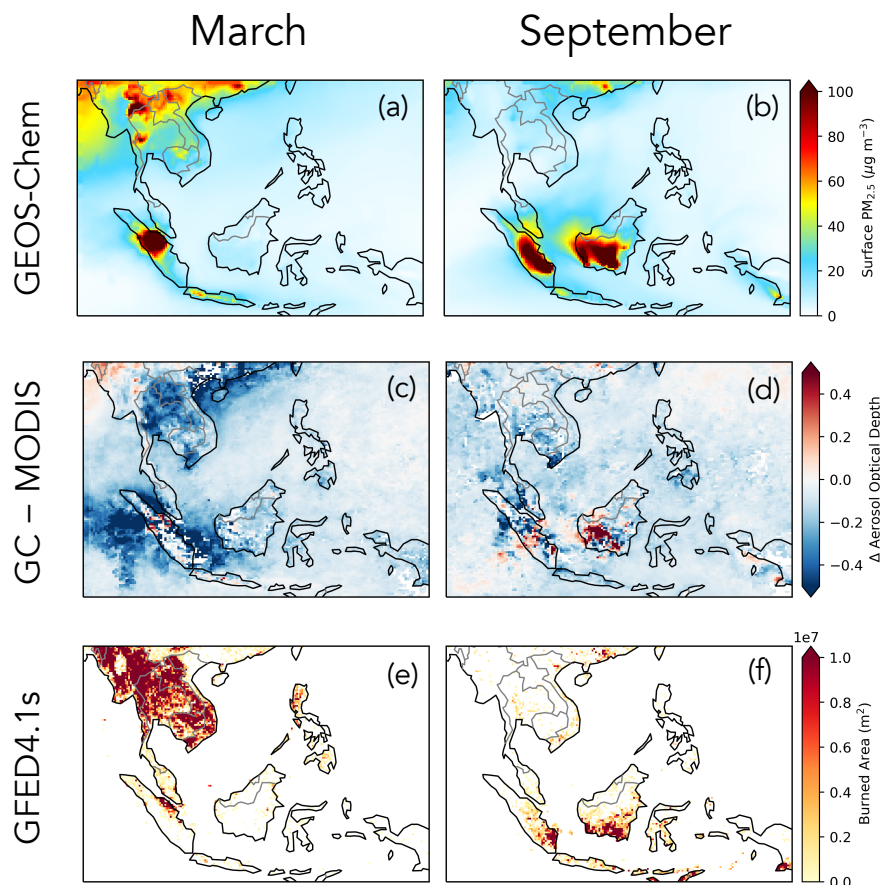 March
September
GEOS-Chem
(a)
(b)
100
80
60
40
20
0
Surface PM2.5 (μg m−3)
GC – MODIS
(c)
(d)
0.4
0.2
0.0
−0.2
−0.4
Δ Aerosol Optical Depth
GFED4.1s
(e)
(f)
1e7
1.0
0.8
0.6
0.4
0.2
0.0
Burned Area (m2)